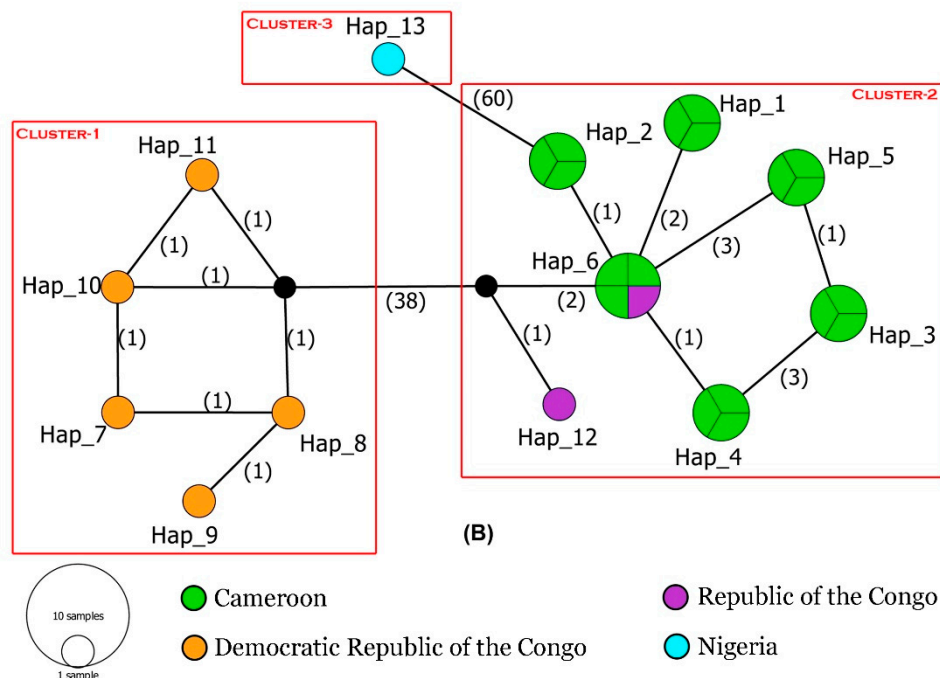 CLUSTER-3
Hap_13
(60)
CLUSTER-2
Hap_1
Hap_2
Hap_5
CLUSTER-1
Hap_11
(1)
(2)
(3)
(1)
(1)
(1)
Hap_6
Hap_10
(1)
(38)
(2)
Hap_3
(1)
(1)
(1)
(1)
(3)
(1)
Hap_7
Hap_8
Hap_12
Hap_4
(1)
Hap_9
(B)
10 samples
1 sample
Cameroon
Republic of the Congo
Democratic Republic of the Congo
Nigeria